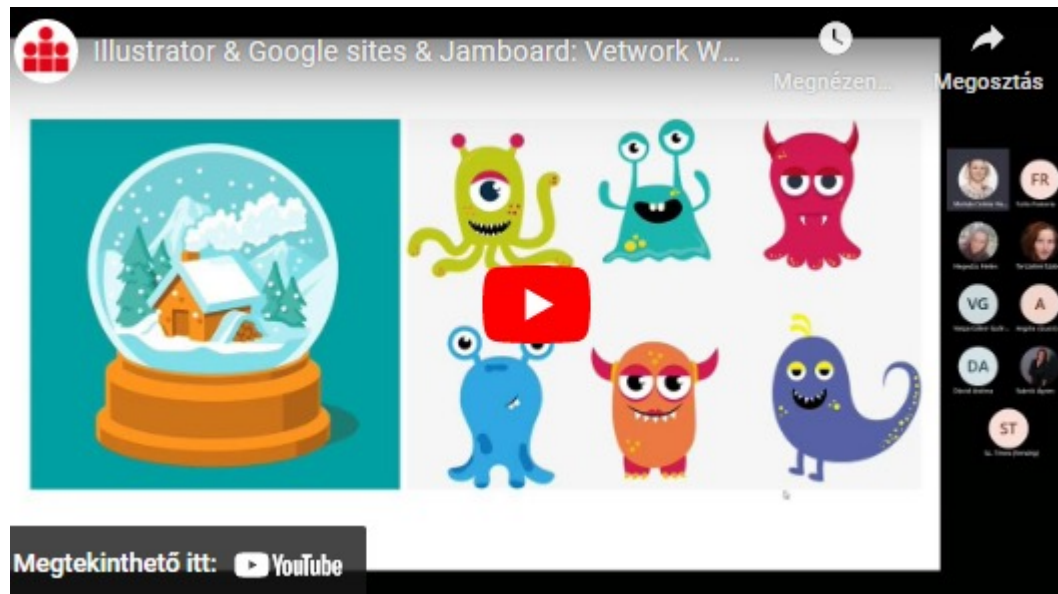 Illustrator & Google sites & Jamboard: Vetwork W...
Megnézen...
Megosztás
FR
VG
A
DA
ST
Megtekinthető itt: YouTube